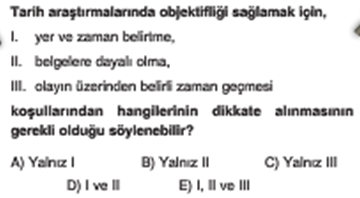 Tarih araştırmalarında objektifliği sağlamak için,
I. yer ve zaman belirtme,
II. belgelere dayalı olma,
III. olayın üzerinden belirli zaman geçmesi
koşullarından hangilerinin dikkate alınmasının
gerekli olduğu söylenebilir?
A) Yalnız I B) Yalnız II C) Yalnız III
D) I ve II E) I, II ve III